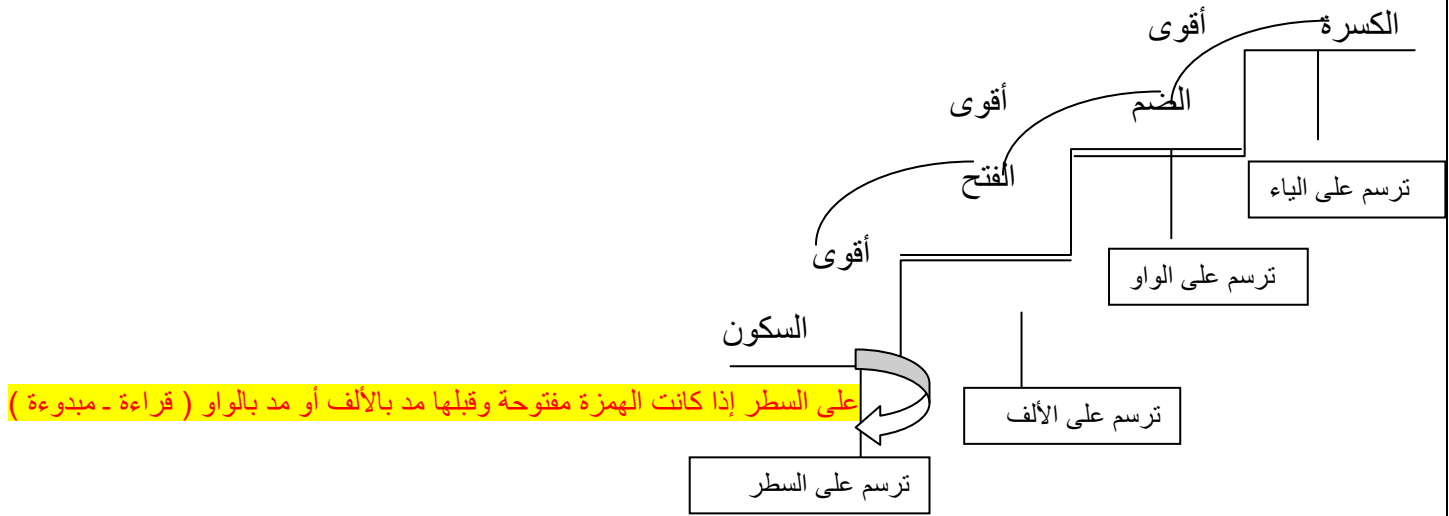 الكسرة
أقوى
ترسم على الياء
الضم
أقوى
ترسم على الواو
الفتح
أقوى
ترسم على الألف
السكون
على السطر إذا كانت الهمزة مفتوحة وقبلها مد بالألف أو مد بالواو ( قراءة ـ مبدوءة )
ترسم على السطر